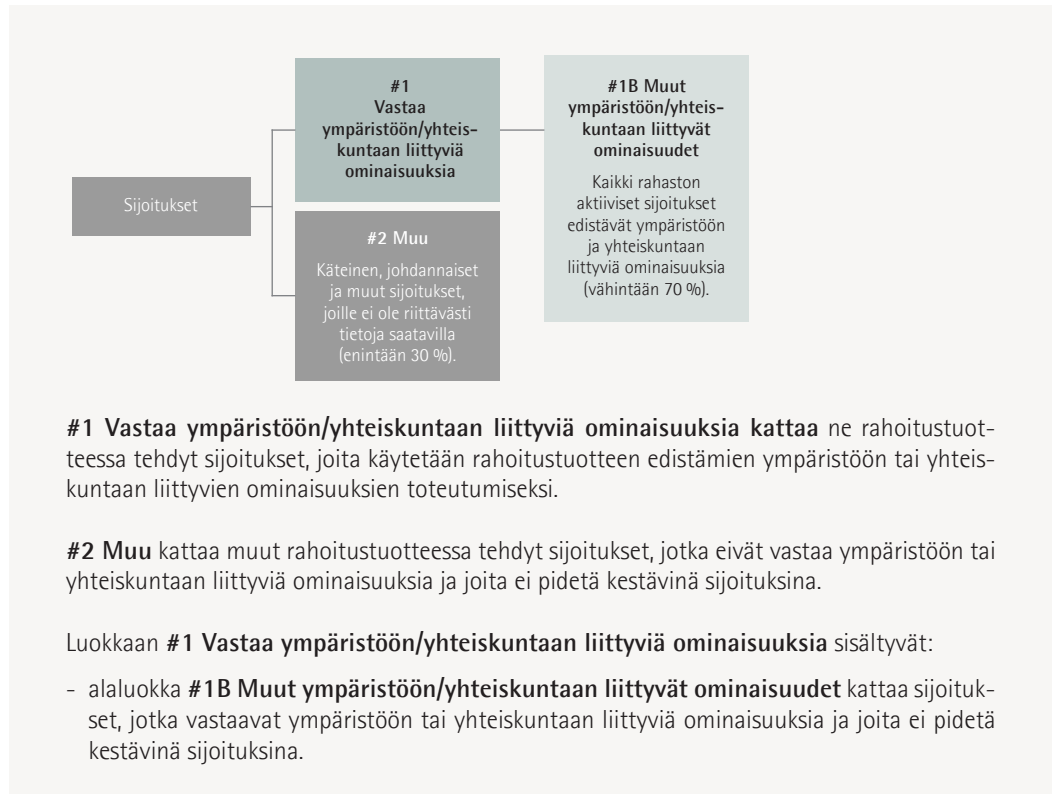 Sijoitukset
#1
Vastaa
ympäristöön/yhteis-
kuntaan liittyviä
ominaisuuksia
#2 Muu
Käteinen, johdannaiset
ja muut sijoitukset,
joille ei ole riittävästi
tietoja saatavilla
(enintään 30 %).
#1B Muut
ympäristöön/yhteis-
kuntaan liittyvät
ominaisuudet
Kaikki rahaston
aktiiviset sijoitukset
edistävät ympäristöön
ja yhteiskuntaan
liittyviä ominaisuuksia
(vähintään 70 %).
#1 Vastaa ympäristöön/yhteiskuntaan liittyviä ominaisuuksia kattaa ne rahoitustuot-
teessa tehdyt sijoitukset, joita käytetään rahoitustuotteen edistämien ympäristöön tai yhteis-
kuntaan liittyvien ominaisuuksien toteutumiseksi.
#2 Muu kattaa muut rahoitustuotteessa tehdyt sijoitukset, jotka eivät vastaa ympäristöön tai
yhteiskuntaan liittyviä ominaisuuksia ja joita ei pidetä kestävinä sijoituksina.
Luokkaan #1 Vastaa ympäristöön/yhteiskuntaan liittyviä ominaisuuksia sisältyvät:
- alaluokka #1B Muut ympäristöön/yhteiskuntaan liittyvät ominaisuudet kattaa sijoituk-
set, jotka vastaavat ympäristöön tai yhteiskuntaan liittyviä ominaisuuksia ja joita ei pidetä
kestävinä sijoituksina.